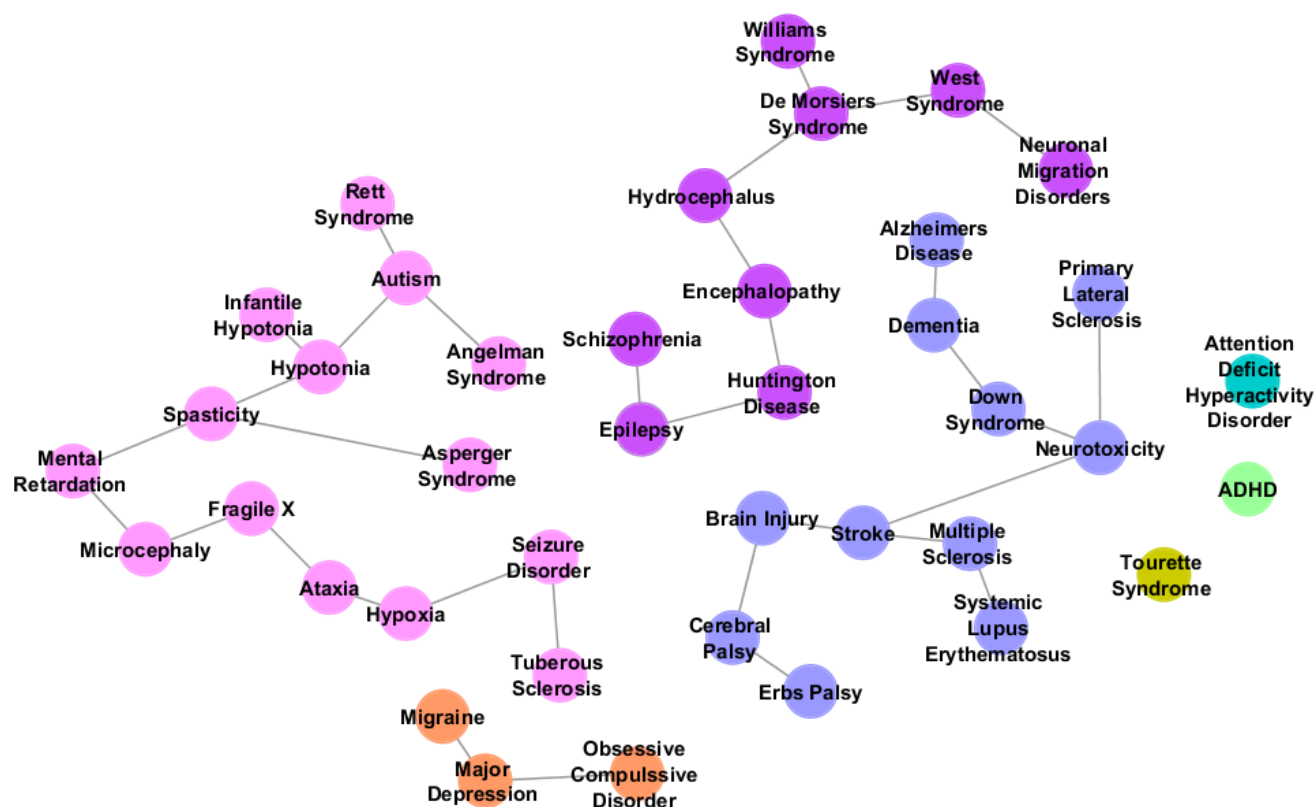 Williams
Syndrome
De Morsiers
Syndrome
West
Syndrome
Neuronal
Migration
Disorders
Hydrocephalus
Encephalopathy
Schizophrenia
Huntington
Disease
Epilepsy
Rett
Syndrome
Autism
Infantile
Hypotonia
Hypotonia
Angelman
Syndrome
Spasticity
Asperger
Syndrome
Mental
Retardation
Fragile X
Microcephaly
Ataxia
Hypoxia
Seizure
Disorder
Tuberous
Sclerosis
Alzheimers
Disease
Dementia
Primary
Lateral
Sclerosis
Down
Syndrome
Neurotoxicity
Brain Injury
Stroke
Multiple
Sclerosis
Systemic
Lupus
Erythematosus
Cerebral
Palsy
Erbs Palsy
Attention
Deficit
Hyperactivity
Disorder
ADHD
Tourette
Syndrome
Migraine
Major
Depression
Obsessive
Compulssive
Disorder